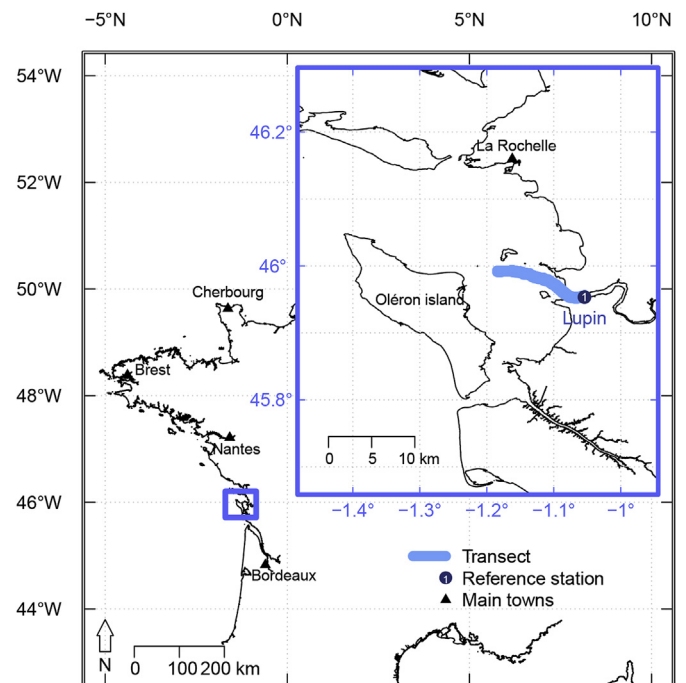 −5°N 0°N 5°N 10°N
54°W
52°W
50°W
48°W
46°W
44°W
46.2°
46°
45.8°
La Rochelle
Oléron island
1
Lupin
0 5 10 km
−1.4° −1.3° −1.2° −1.1° −1°
Cherbourg
Brest
Nantes
Bordeaux
Transect
1 Reference station
Main towns
N
0 100 200 km